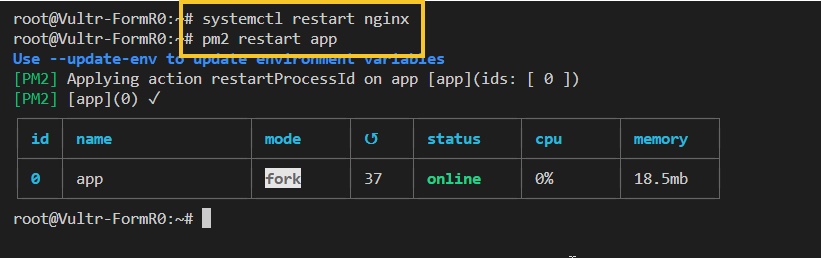 root@Vultr-FormR0:~# systemctl restart nginx
root@Vultr-FormR0:~# pm2 restart app
Use --update-env to update environment variables
[PM2] Applying action restartProcessId on app [app](ids: [ 0 ])
[PM2] [app](0) ✓
id name mode ↺ status cpu memory
0 app fork 37 online 0% 18.5mb
root@Vultr-FormR0:~#